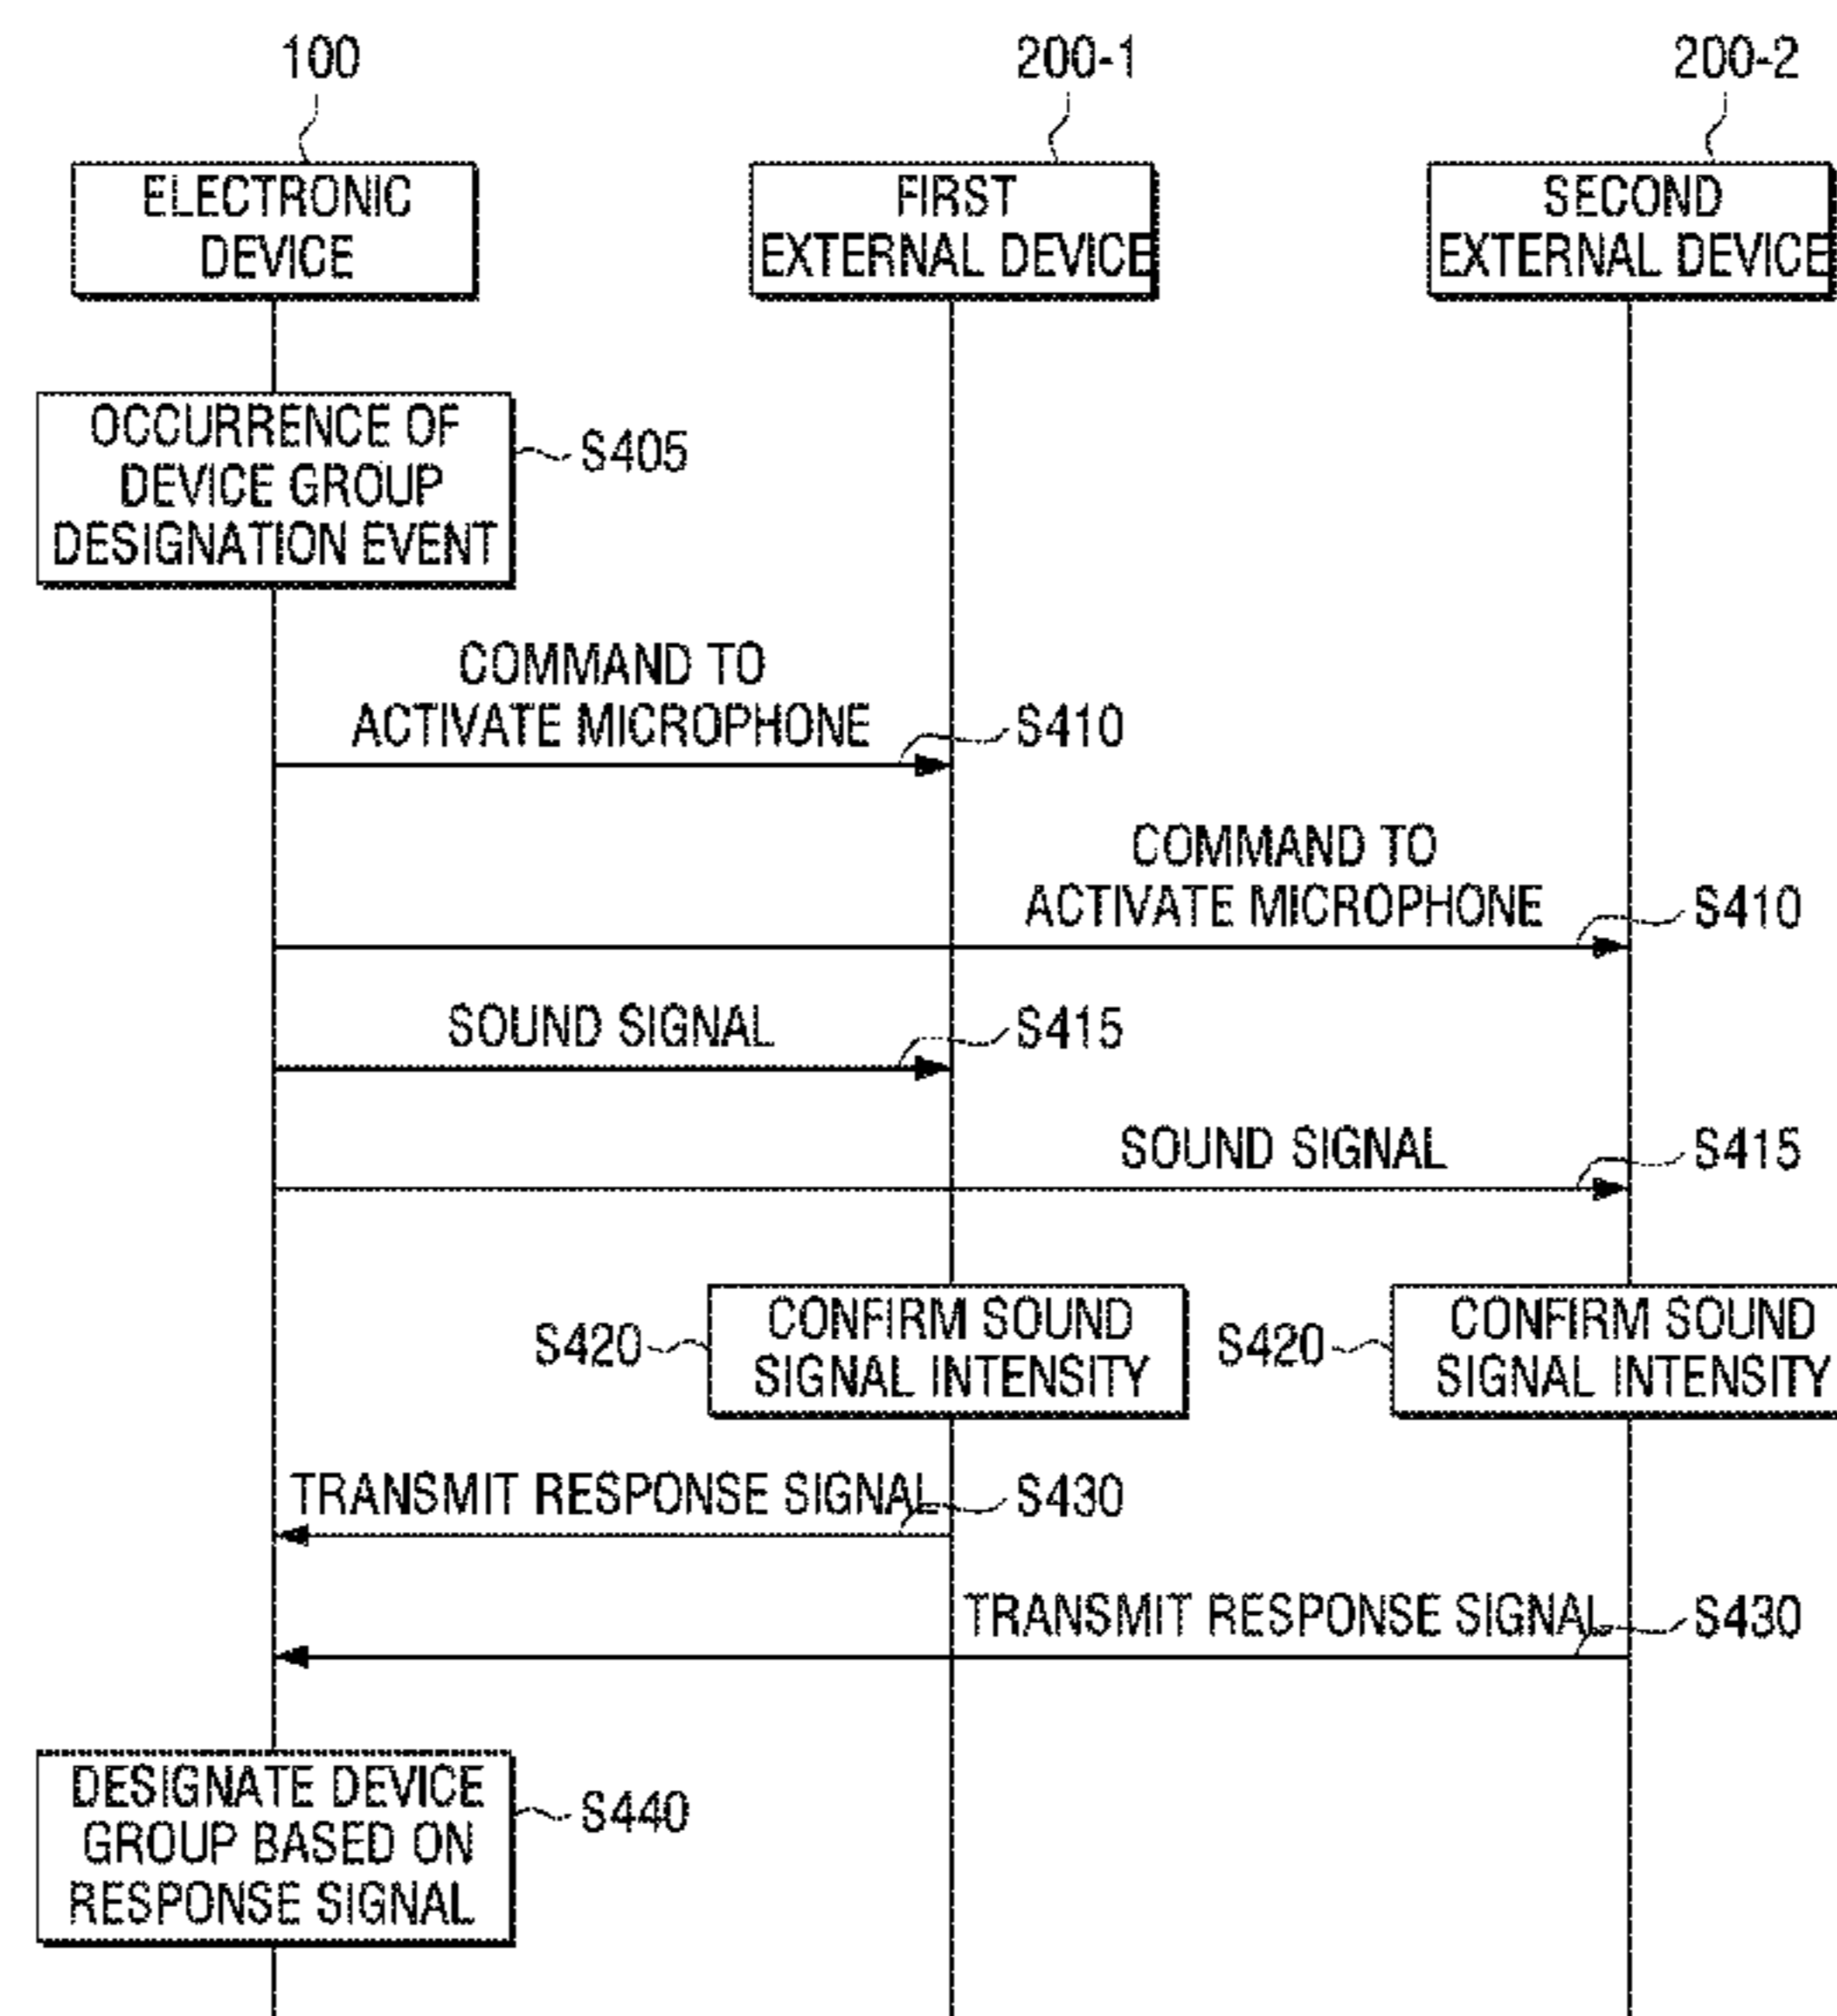 100
200-1
200-2
ELECTRONIC
DEVICE
FIRST
EXTERNAL DEVICE
SECOND
EXTERNAL DEVICE
OCCURRENCE OF
DEVICE GROUP
DESIGNATION EVENT
S405
COMMAND TO
ACTIVATE MICROPHONE
S410
COMMAND TO
ACTIVATE MICROPHONE
S410
SOUND SIGNAL
S415
SOUND SIGNAL
S415
S420
CONFIRM SOUND
SIGNAL INTENSITY
S420
CONFIRM SOUND
SIGNAL INTENSITY
TRANSMIT RESPONSE SIGNAL
S430
TRANSMIT RESPONSE SIGNAL
S430
DESIGNATE DEVICE
GROUP BASED ON
RESPONSE SIGNAL
S440